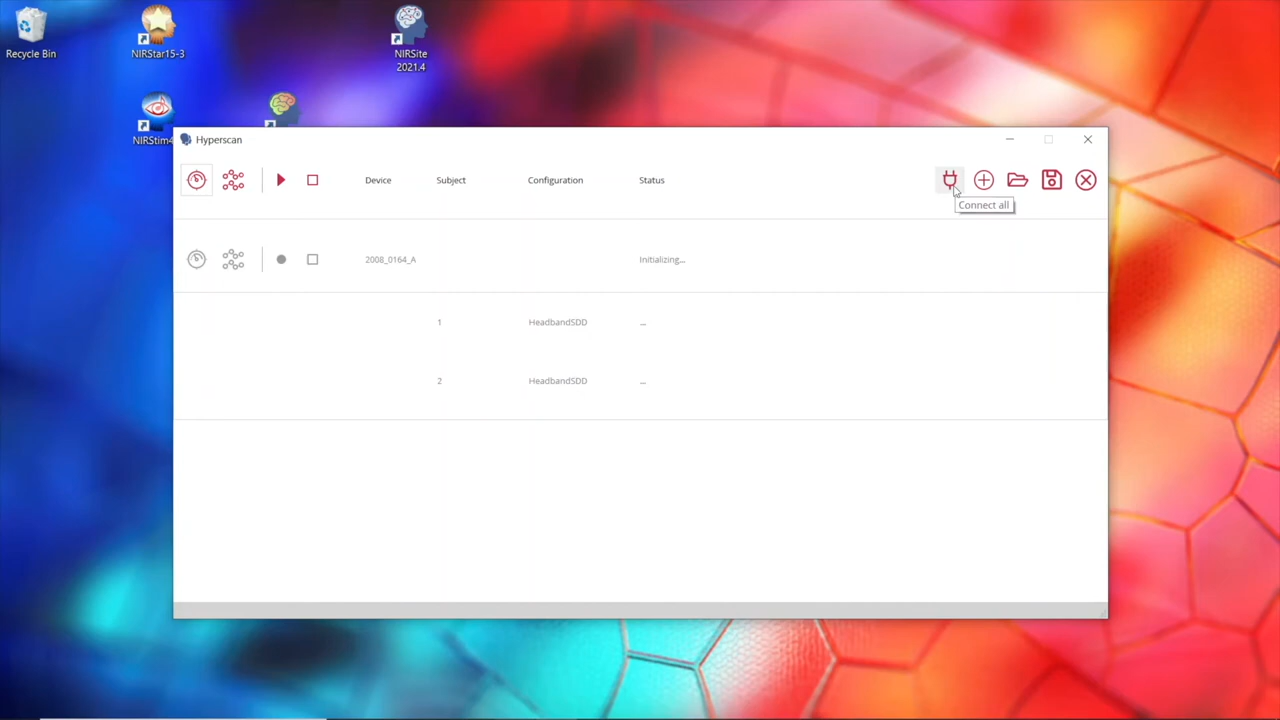 Recycle Bin
NIRStar15-3
NIRSite
2021.4
NIRStim4
Hyperscan
Device Subject Configuration Status
Connect all
2008_0164_A Initializing...
1 HeadbandSDD ...
2 HeadbandSDD ...